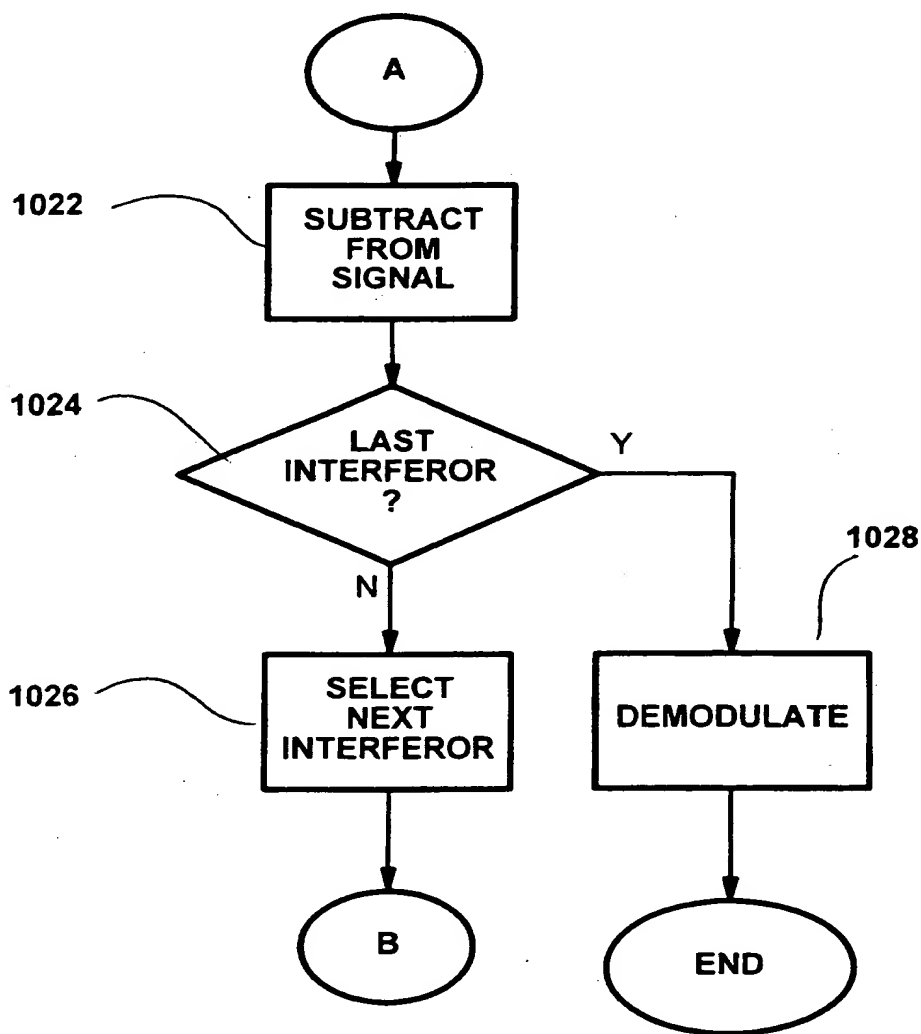 A
1022
SUBTRACT
FROM
SIGNAL
1024
LAST
INTERFEROR
?
Y
N
1028
1026
SELECT
NEXT
INTERFEROR
DEMODULATE
B
END